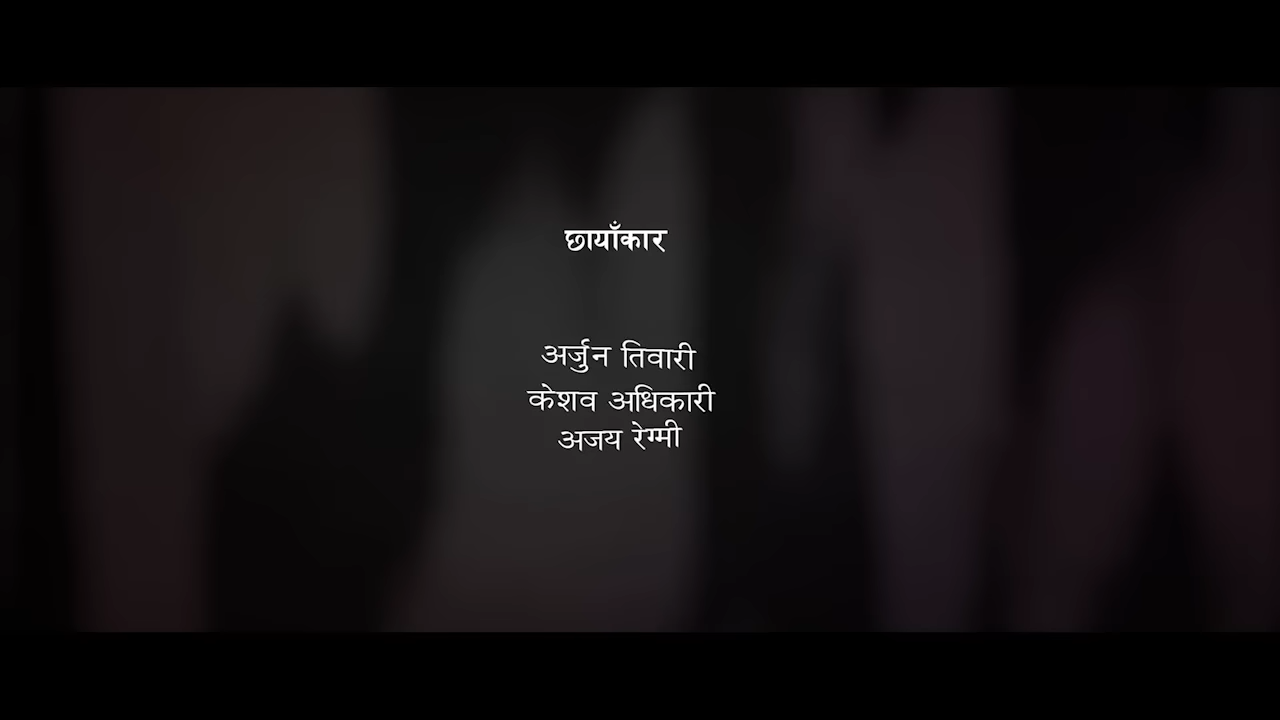 छायाँकार
अर्जुन तिवारी
केशव अधिकारी
अजय रेग्मी